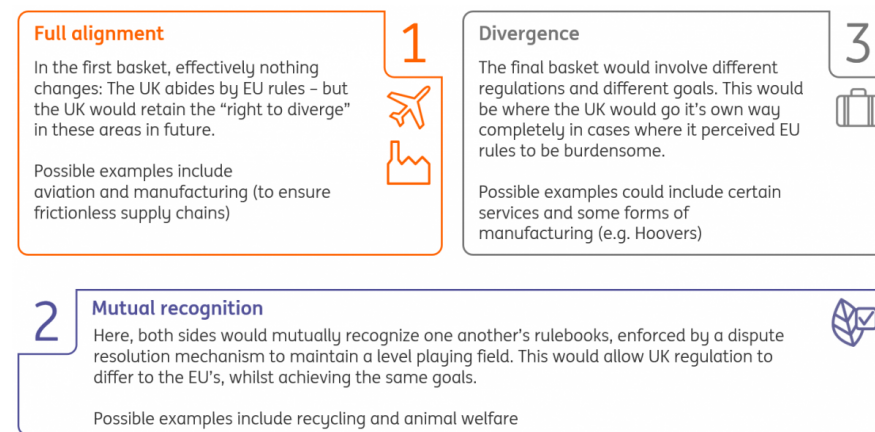 Full alignment
1
In the first basket, effectively nothing
changes: The UK abides by EU rules – but
the UK would retain the “right to diverge”
in these areas in future.
Possible examples include
aviation and manufacturing (to ensure
frictionless supply chains)
Divergence
3
The final basket would involve different
regulations and different goals. This would
be where the UK would go it's own way
completely in cases where it perceived EU
rules to be burdensome.
Possible examples could include certain
services and some forms of
manufacturing (e.g. Hoovers)
2
Mutual recognition
Here, both sides would mutually recognize one another's rulebooks, enforced by a dispute
resolution mechanism to maintain a level playing field. This would allow UK regulation to
differ to the EU's, whilst achieving the same goals.
Possible examples include recycling and animal welfare